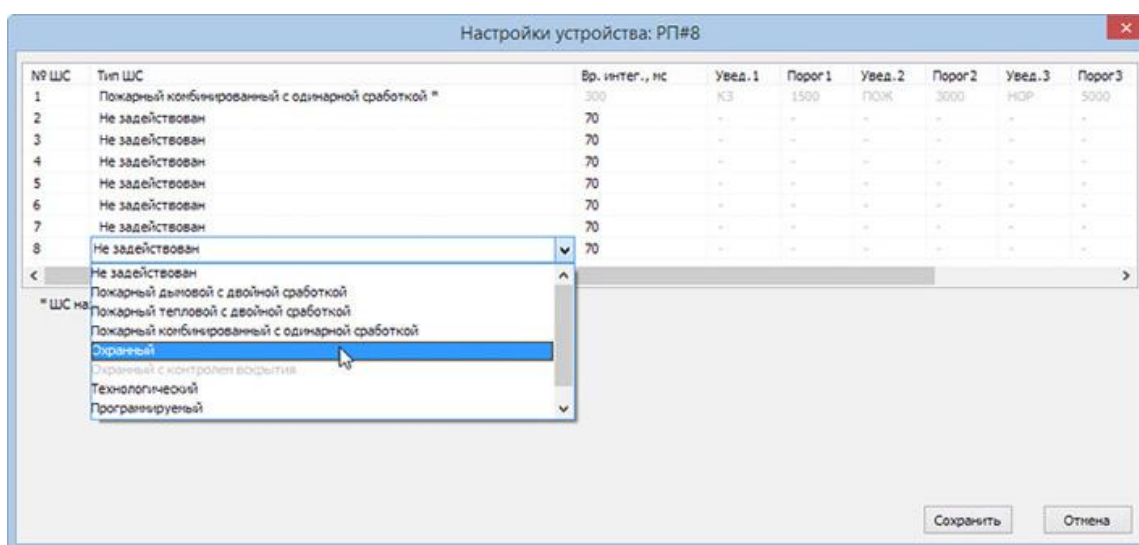 Настройки устройства: РП#8
№ ШС Тип ШС Вр. интег., мс Увед.1 Порог1 Увед.2 Порог2 Увед.3 Порог3
1 Пожарный комбинированный с одинарной сработкой * 300 КЗ 1500 ПОЖ 3000 НОР 5000
2 Не задействован 70 - - - - - -
3 Не задействован 70 - - - - - -
4 Не задействован 70 - - - - - -
5 Не задействован 70 - - - - - -
6 Не задействован 70 - - - - - -
7 Не задействован 70 - - - - - -
8 Не задействован 70 - - - - - -
Не задействован
* ШС на
Пожарный дымовой с двойной сработкой
Пожарный тепловой с двойной сработкой
Пожарный комбинированный с одинарной сработкой
Охранный
Охранный с контролем вскрытия
Технологический
Программируемый
Сохранить Отмена